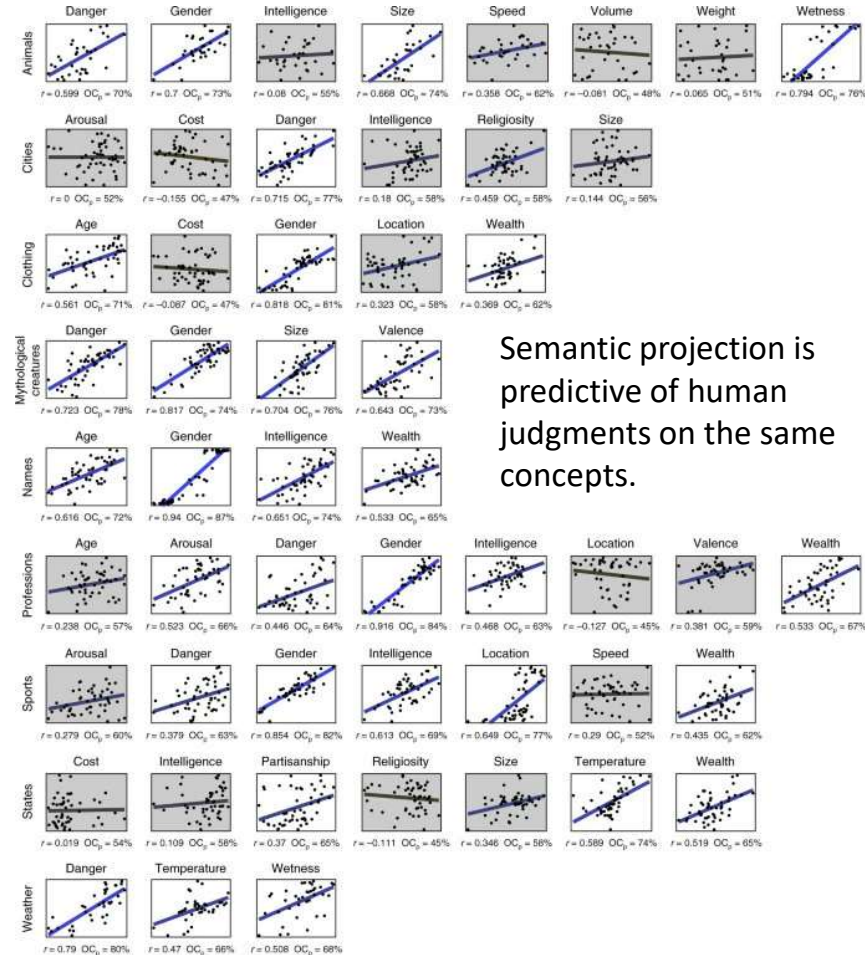 Danger Gender Intelligence Size Speed Volume Weight Wetness
Animals
r = 0.599 OCp = 70% r = 0.7 OCp = 73% r = 0.08 OCp = 55% r = 0.668 OCp = 74% r = 0.358 OCp = 62% r = −0.081 OCp = 48% r = 0.065 OCp = 51% r = 0.794 OCp = 76%
Arousal Cost Danger Intelligence Religiosity Size
Cities
r = 0 OCp = 52% r = −0.155 OCp = 47% r = 0.715 OCp = 77% r = 0.18 OCp = 58% r = 0.459 OCp = 58% r = 0.144 OCp = 56%
Age Cost Gender Location Wealth
Clothing
r = 0.561 OCp = 71% r = −0.087 OCp = 47% r = 0.818 OCp = 81% r = 0.323 OCp = 58% r = 0.369 OCp = 62%
Danger Gender Size Valence
Mythological
creatures
r = 0.723 OCp = 78% r = 0.817 OCp = 74% r = 0.704 OCp = 76% r = 0.643 OCp = 73%
Semantic projection is
predictive of human
judgments on the same
concepts.
Age Gender Intelligence Wealth
Names
r = 0.616 OCp = 72% r = 0.94 OCp = 87% r = 0.651 OCp = 74% r = 0.533 OCp = 65%
Age Arousal Danger Gender Intelligence Location Valence Wealth
Professions
r = 0.238 OCp = 57% r = 0.523 OCp = 66% r = 0.446 OCp = 64% r = 0.916 OCp = 84% r = 0.468 OCp = 63% r = −0.127 OCp = 45% r = 0.381 OCp = 59% r = 0.533 OCp = 67%
Arousal Danger Gender Intelligence Location Speed Wealth
Sports
r = 0.279 OCp = 60% r = 0.379 OCp = 63% r = 0.854 OCp = 82% r = 0.613 OCp = 69% r = 0.649 OCp = 77% r = 0.29 OCp = 52% r = 0.435 OCp = 62%
Cost Intelligence Partisanship Religiosity Size Temperature Wealth
States
r = 0.019 OCp = 54% r = 0.109 OCp = 58% r = 0.37 OCp = 65% r = −0.111 OCp = 45% r = 0.346 OCp = 58% r = 0.589 OCp = 74% r = 0.519 OCp = 65%
Danger Temperature Wetness
Weather
r = 0.79 OCp = 80% r = 0.47 OCp = 66% r = 0.508 OCp = 68%